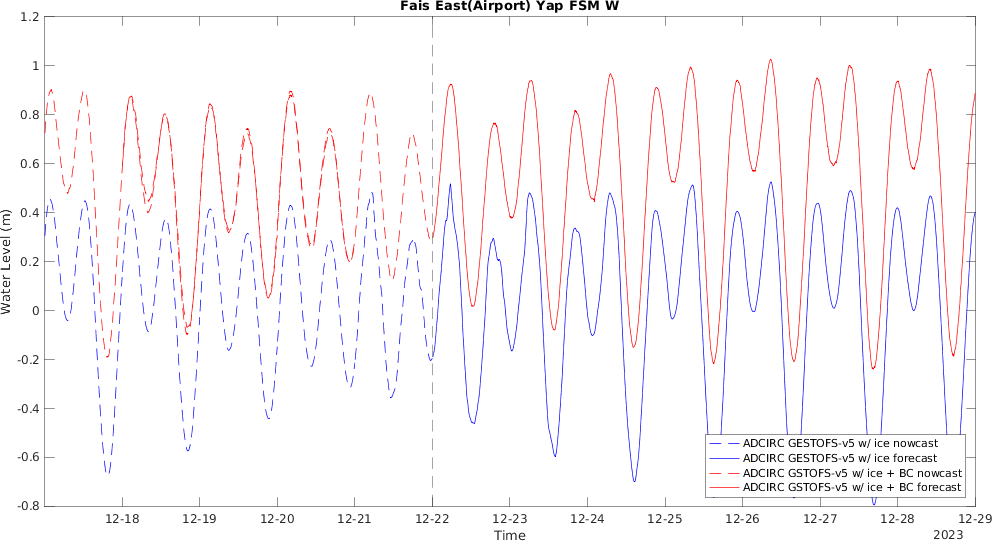 Fais East(Airport) Yap FSM W
1.2
1
0.8
0.6
0.4
0.2
0
-0.2
-0.4
-0.6
-0.8
Water Level (m)
ADCIRC GESTOFS-v5 w/ ice nowcast
ADCIRC GESTOFS-v5 w/ ice forecast
ADCIRC GSTOFS-v5 w/ ice + BC nowcast
ADCIRC GSTOFS-v5 w/ ice + BC forecast
12-18 12-19 12-20 12-21 12-22 12-23 12-24 12-25 12-26 12-27 12-28 12-29
Time
2023